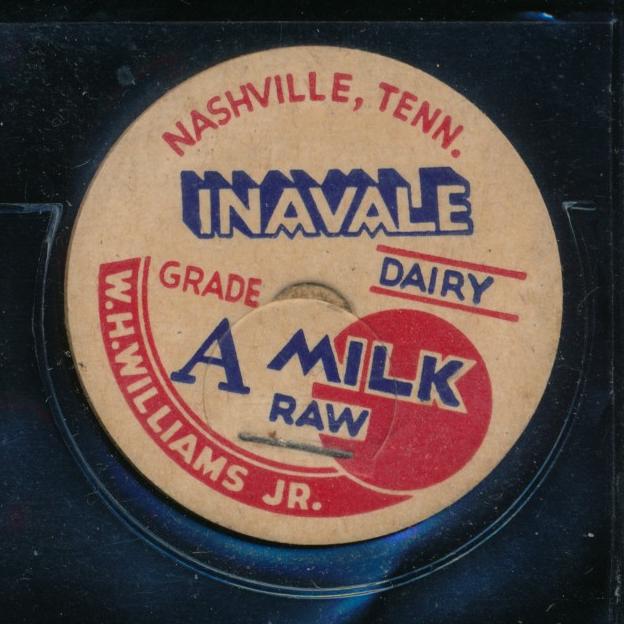 NASHVILLE, TENN.
INAVALE
DAIRY
GRADE
A MILK
RAW
W.H.WILLIAMS JR.